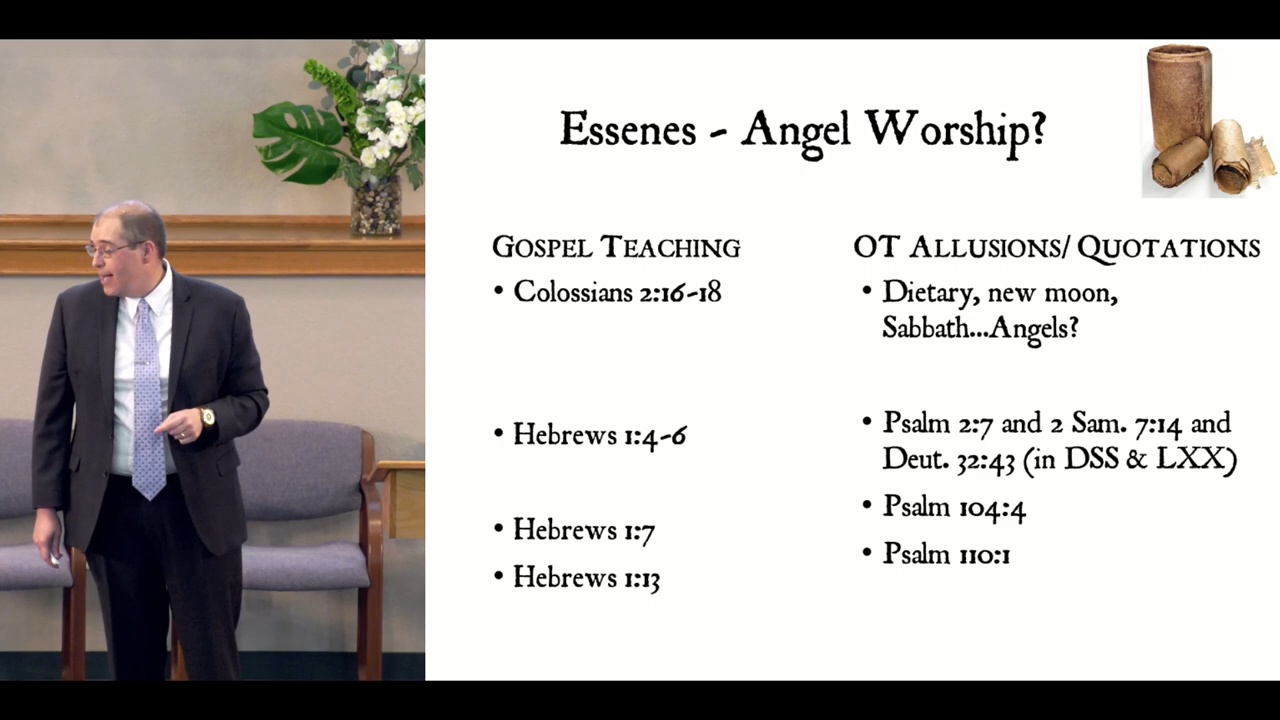 Essenes - Angel Worship?
GOSPEL TEACHING
• Colossians 2:16-18
• Hebrews 1:4-6
• Hebrews 1:7
• Hebrews 1:13
OT ALLUSIONS/ QUOTATIONS
• Dietary, new moon,
Sabbath...Angels?
• Psalm 2:7 and 2 Sam. 7:14 and
Deut. 32:43 (in DSS & LXX)
• Psalm 104:4
• Psalm 110:1